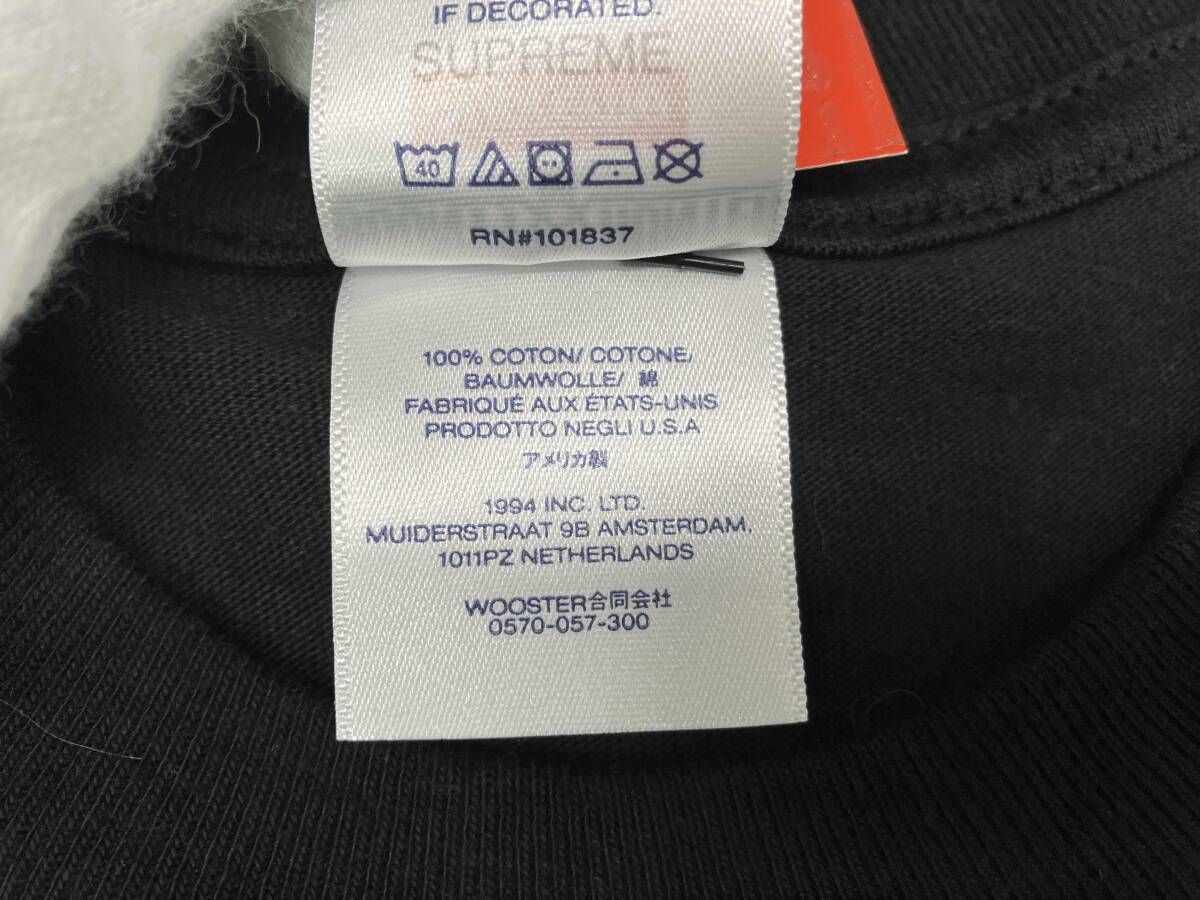 IF DECORATED.
SUPREME
40
RN#101837
100% COTON/ COTONE/
BAUMWOLLE/ 綿
FABRIQUÉ AUX ÉTATS-UNIS
PRODOTTO NEGLI U.S.A
アメリカ製
1994 INC. LTD.
MUIDERSTRAAT 9B AMSTERDAM,
1011PZ NETHERLANDS
WOOSTER合同会社
0570-057-300